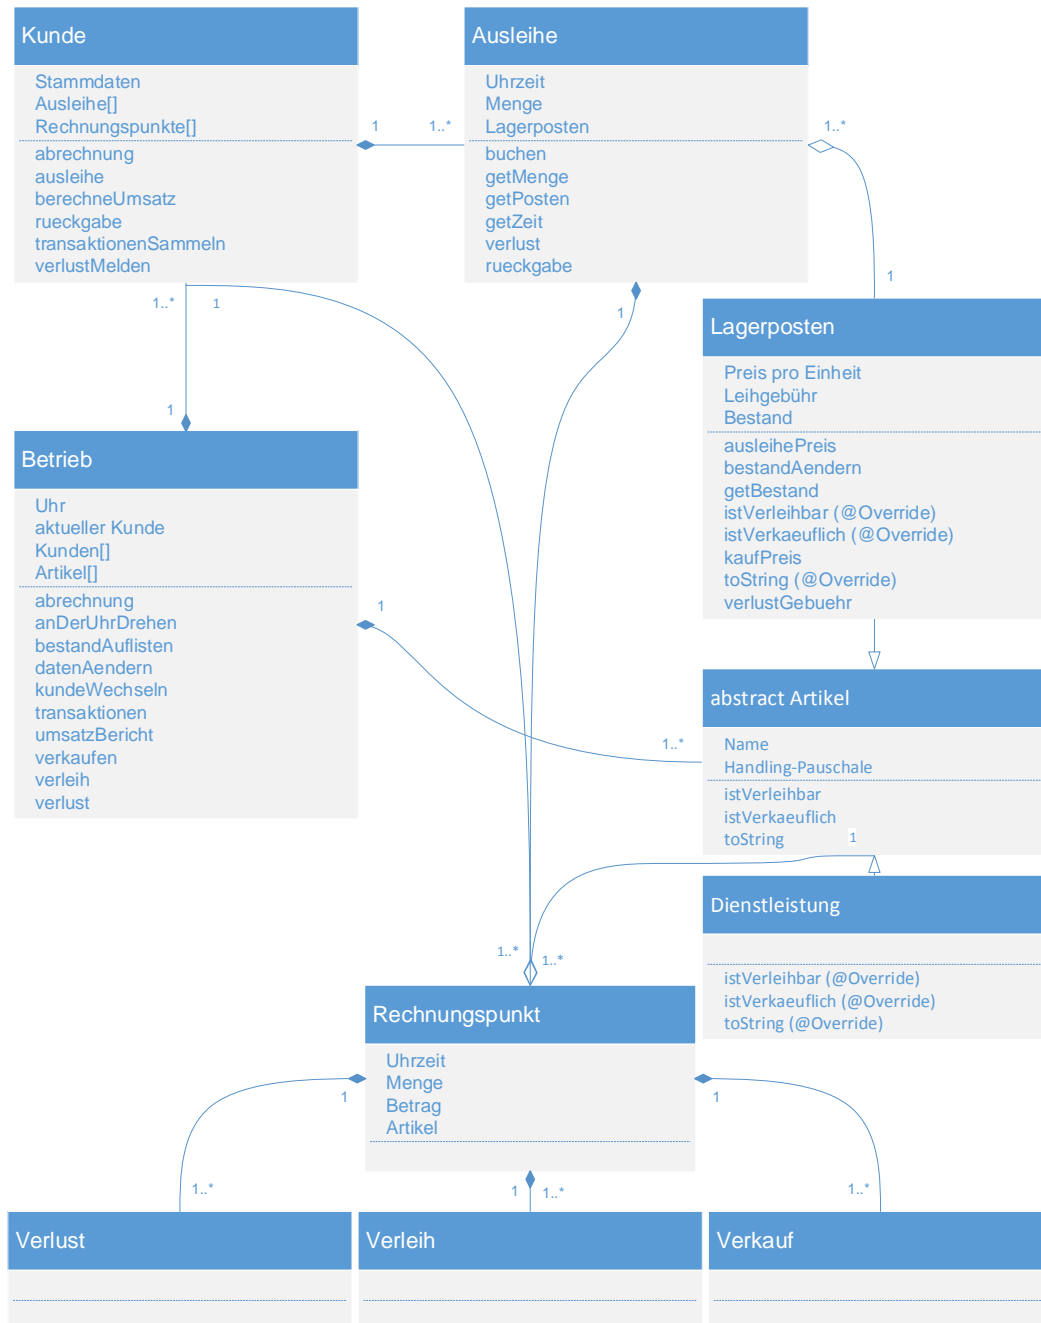 Kunde
Stammdaten
Ausleihe[]
Rechnungspunkte[]
abrechnung
ausleihe
berechneUmsatz
rueckgabe
transaktionenSammeln
verlustMelden
1
1..*
Ausleihe
Uhrzeit
Menge
Lagerposten
buchen
getMenge
getPosten
getZeit
verlust
rueckgabe
1..*
1
1..*
1
1
1
Lagerposten
Preis pro Einheit
Leihgebühr
Bestand
ausleihePreis
bestandAendern
getBestand
istVerleihbar (@Override)
istVerkaeuflich (@Override)
kaufPreis
toString (@Override)
verlustGebuehr
Betrieb
Uhr
aktueller Kunde
Kunden[]
Artikel[]
abrechnung
anDerUhrDrehen
bestandAuflisten
datenAendern
kundeWechseln
transaktionen
umsatzBericht
verkaufen
verleih
verlust
1
1..*
abstract Artikel
Name
Handling-Pauschale
istVerleihbar
istVerkaeuflich
toString
1
Dienstleistung
istVerleihbar (@Override)
istVerkaeuflich (@Override)
toString (@Override)
1..*
1..*
Rechnungspunkt
Uhrzeit
Menge
Betrag
Artikel
1
1
1..*
1
1..*
1..*
Verlust
Verleih
Verkauf